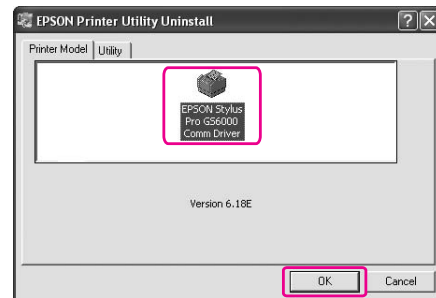 EPSON Printer Utility Uninstall
Printer Model Utility
EPSON Stylus
Pro GS6000
Comm Driver
Version 6.18E
OK Cancel